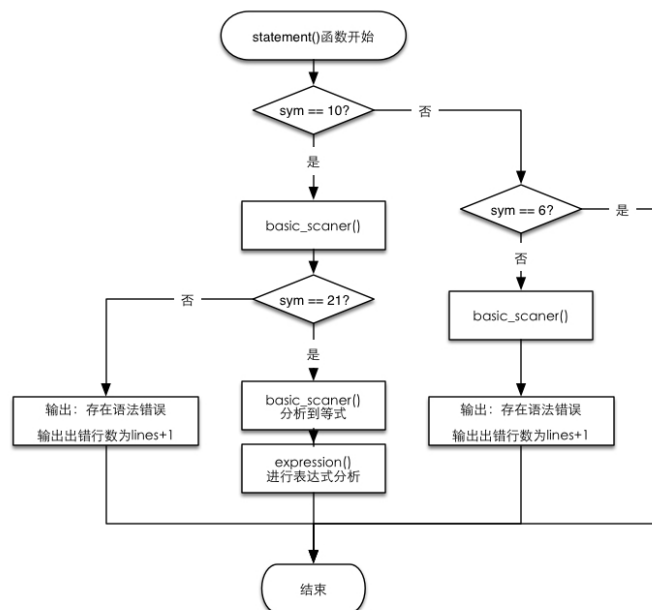 statement()函数开始
sym == 10?
否
是
basic_scaner()
sym == 6?
是
否
sym == 21?
否
basic_scaner()
是
输出：存在语法错误
输出出错行数为lines+1
basic_scaner()
分析到等式
输出：存在语法错误
输出出错行数为lines+1
expression()
进行表达式分析
结束